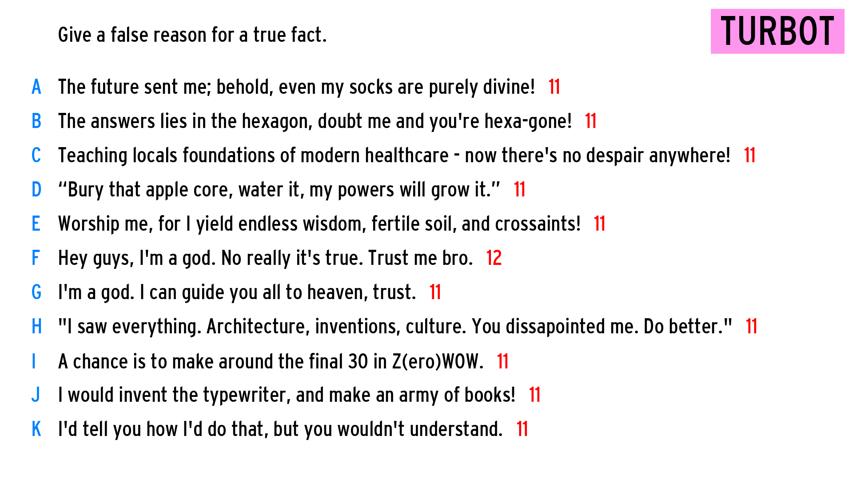 Give a false reason for a true fact.
TURBOT
A The future sent me; behold, even my socks are purely divine! 11
B The answers lies in the hexagon, doubt me and you're hexa-gone! 11
C Teaching locals foundations of modern healthcare - now there's no despair anywhere! 11
D “Bury that apple core, water it, my powers will grow it.” 11
E Worship me, for I yield endless wisdom, fertile soil, and crossaints! 11
F Hey guys, I'm a god. No really it's true. Trust me bro. 12
G I'm a god. I can guide you all to heaven, trust. 11
H "I saw everything. Architecture, inventions, culture. You dissapointed me. Do better." 11
I A chance is to make around the final 30 in Z(ero)WOW. 11
J I would invent the typewriter, and make an army of books! 11
K I'd tell you how I'd do that, but you wouldn't understand. 11